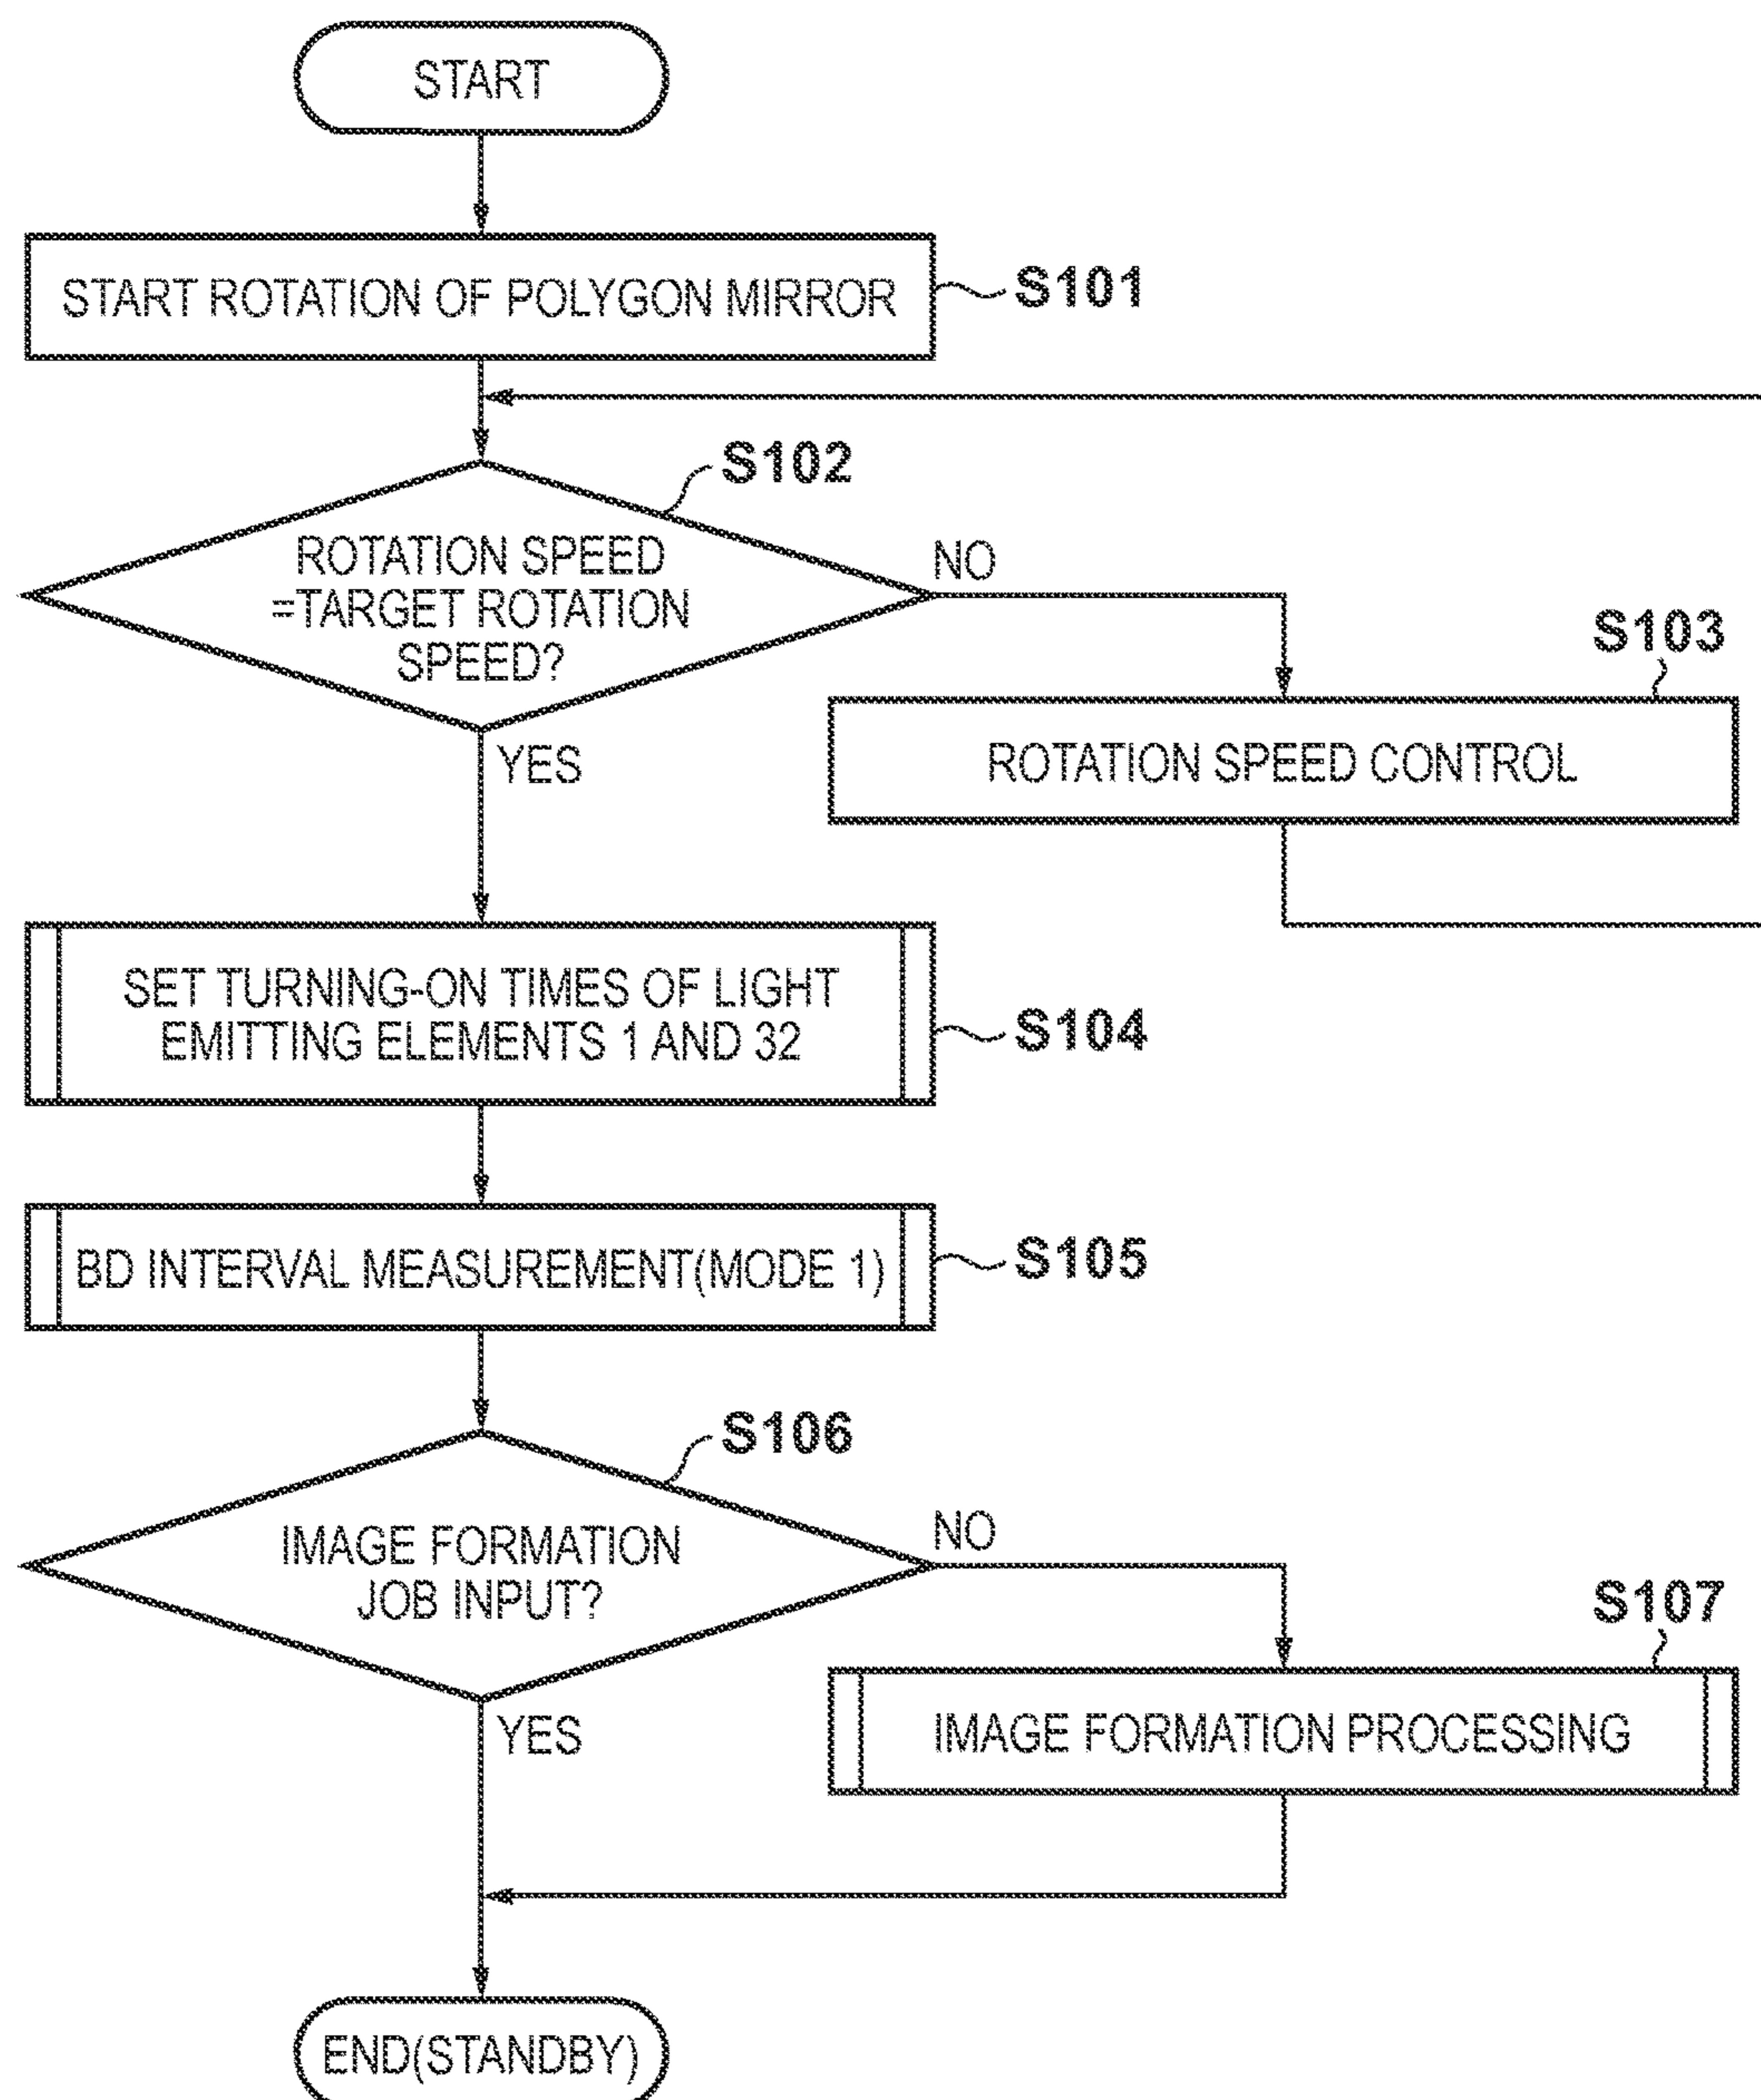 START
START ROTATION OF POLYGON MIRROR
S101
S102
ROTATION SPEED
=TARGET ROTATION
SPEED?
NO
YES
S103
ROTATION SPEED CONTROL
SET TURNING-ON TIMES OF LIGHT
EMITTING ELEMENTS 1 AND 32
S104
BD INTERVAL MEASUREMENT(MODE 1)
S105
S106
IMAGE FORMATION
JOB INPUT?
NO
YES
S107
IMAGE FORMATION PROCESSING
END(STANDBY)